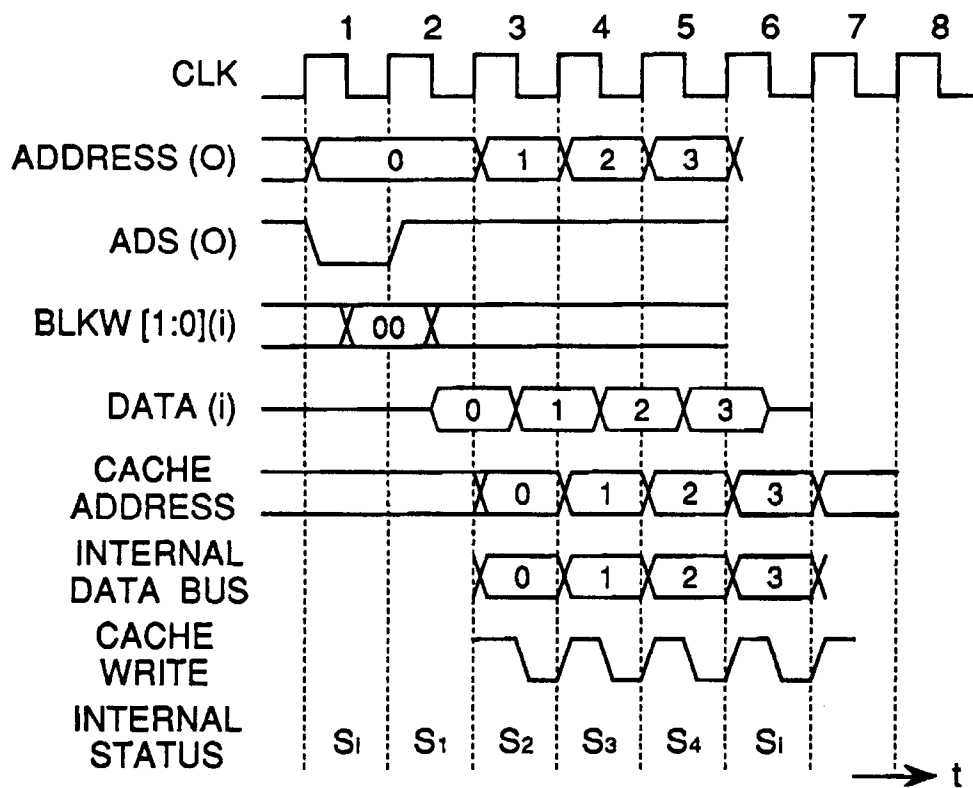 1 2 3 4 5 6 7 8
CLK
ADDRESS (O) 0 1 2 3
ADS (O)
BLKW [1:0](i) 00
DATA (i) 0 1 2 3
CACHE
ADDRESS 0 1 2 3
INTERNAL
DATA BUS 0 1 2 3
CACHE
WRITE
INTERNAL
STATUS Si S1 S2 S3 S4 Si
t